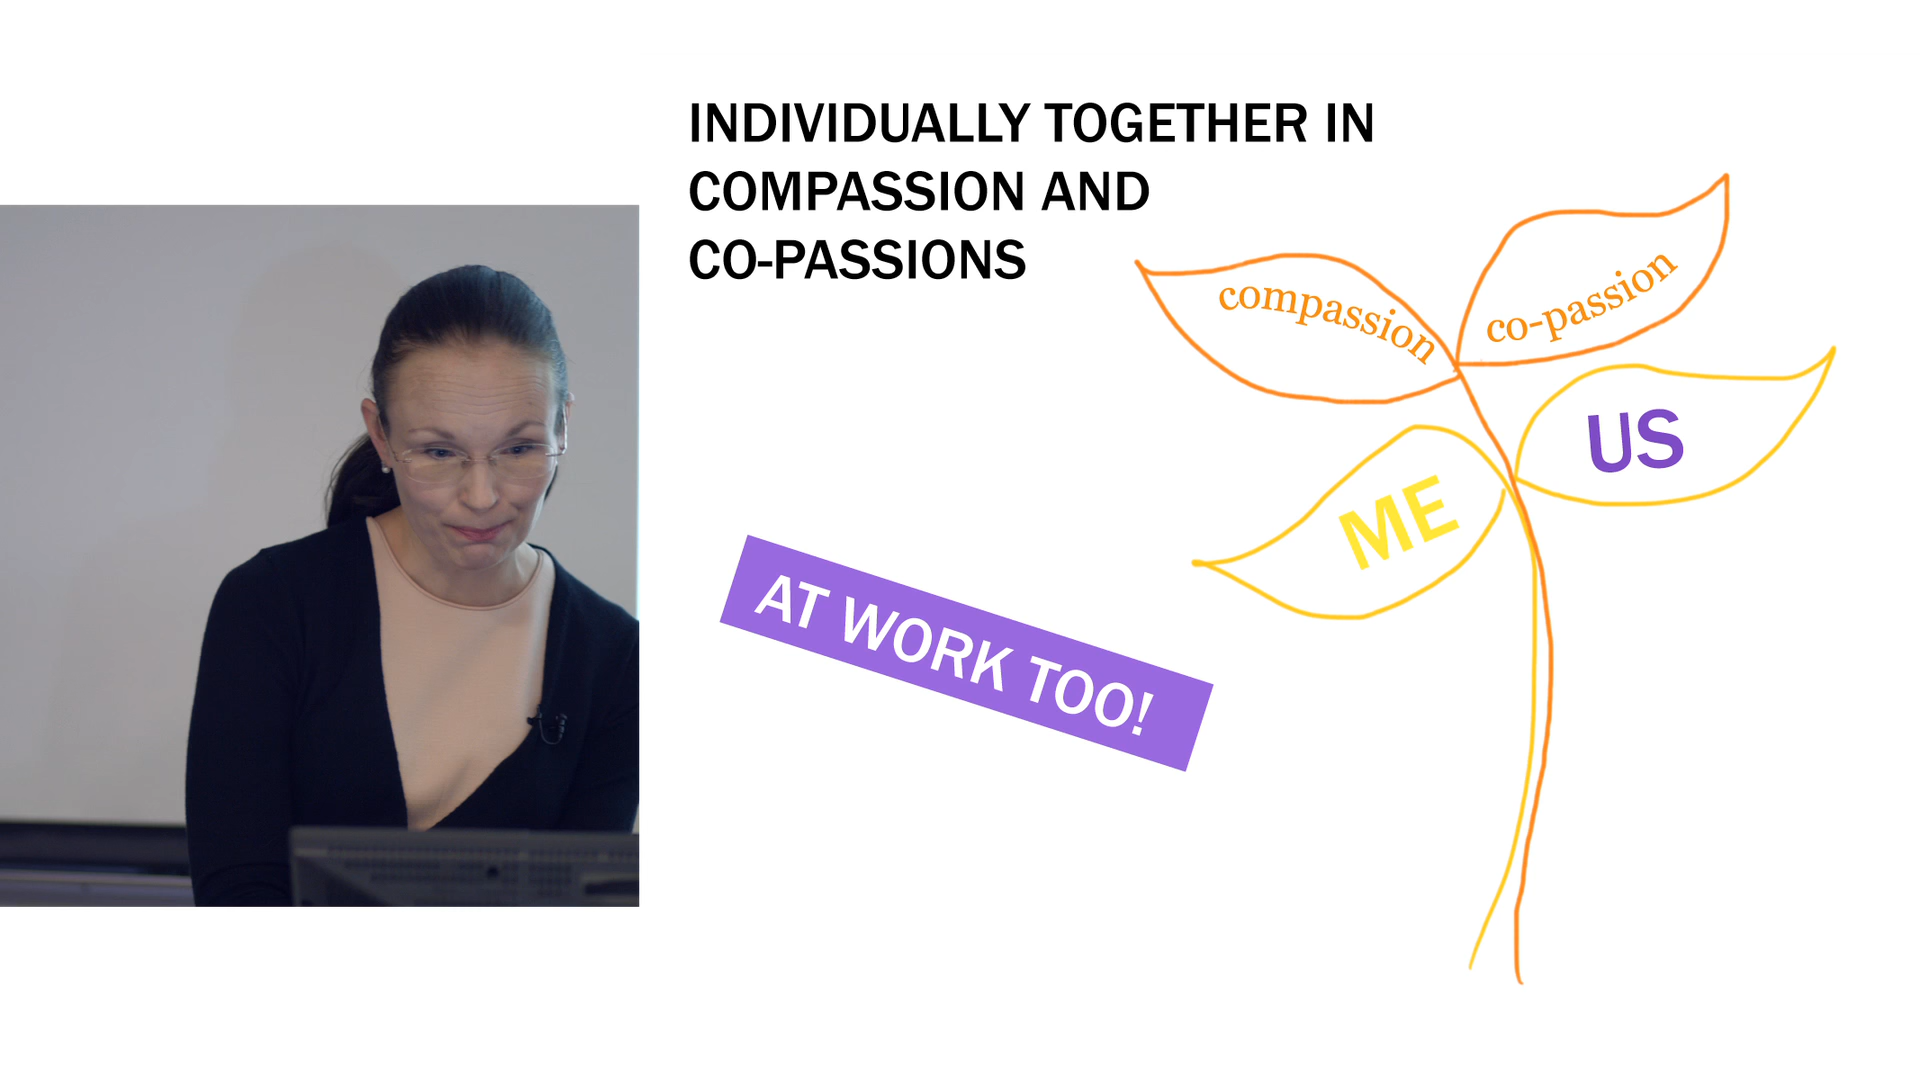 INDIVIDUALLY TOGETHER IN
COMPASSION AND
CO-PASSIONS
compassion
co-passion
US
ME
AT WORK TOO!